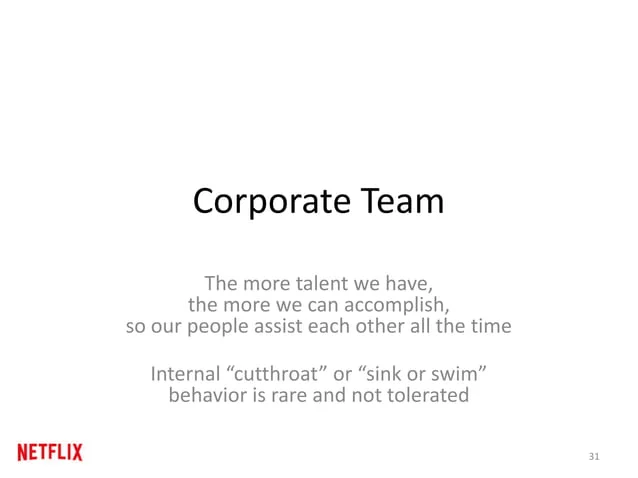 Corporate Team
The more talent we have,
the more we can accomplish,
so our people assist each other all the time
Internal “cutthroat” or “sink or swim”
behavior is rare and not tolerated
NETFLIX
31